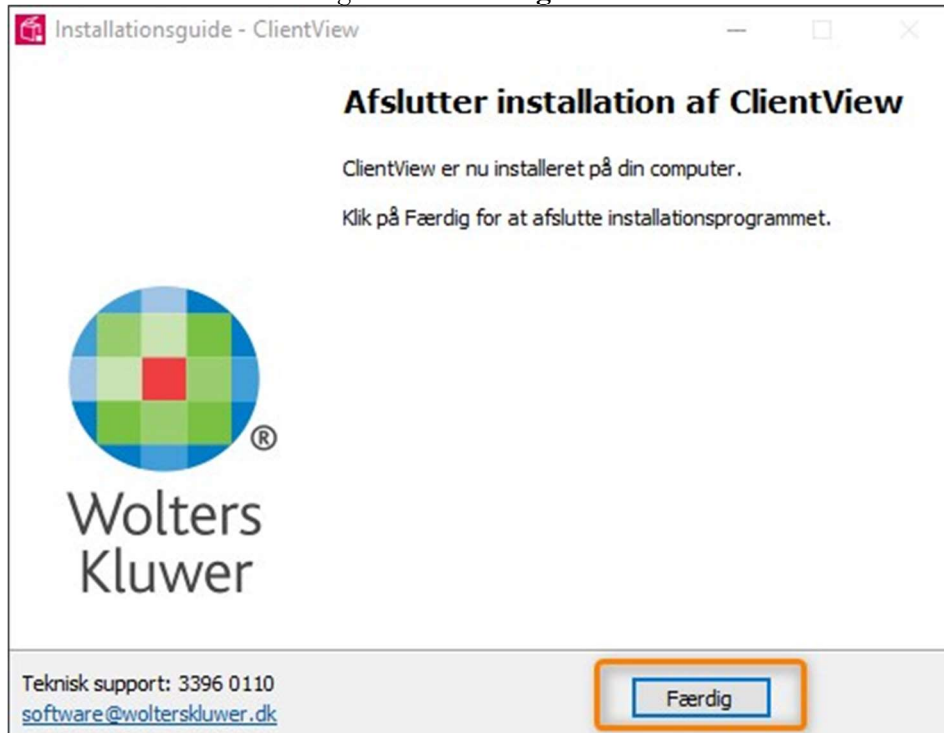 Installationsguide - ClientView
Afslutter installation af ClientView
ClientView er nu installeret på din computer.
Klik på Færdig for at afslutte installationsprogrammet.
®
Wolters
Kluwer
Teknisk support: 3396 0110
software@wolterskluwer.dk
Færdig